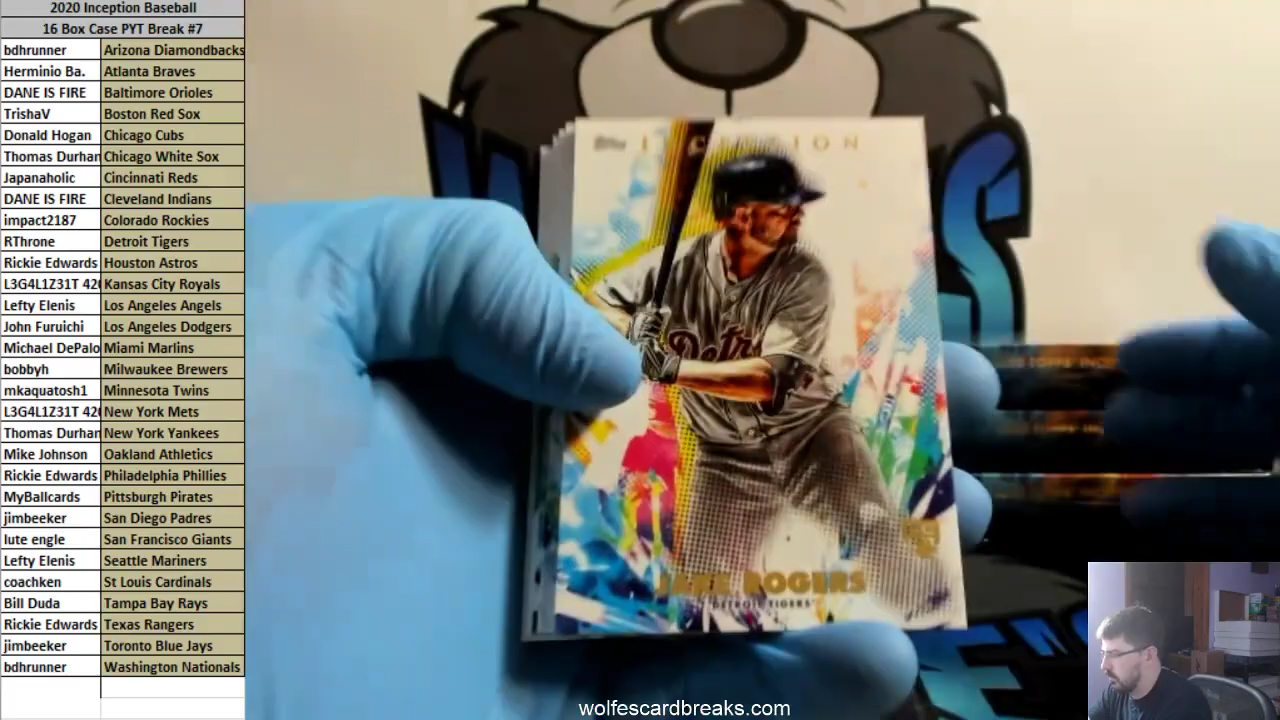 2020 Inception Baseball
16 Box Case PYT Break #7
bdhrunner Arizona Diamondbacks
Herminio Ba. Atlanta Braves
DANE IS FIRE Baltimore Orioles
TrishaV Boston Red Sox
Donald Hogan Chicago Cubs
Thomas Durhan Chicago White Sox
Japanaholic Cincinnati Reds
DANE IS FIRE Cleveland Indians
impact2187 Colorado Rockies
RThrone Detroit Tigers
Rickie Edwards Houston Astros
L3G4L1Z31T 420 Kansas City Royals
Lefty Elenis Los Angeles Angels
John Furuichi Los Angeles Dodgers
Michael DePalo Miami Marlins
bobbyh Milwaukee Brewers
mkaquatosh1 Minnesota Twins
L3G4L1Z31T 420 New York Mets
Thomas Durhan New York Yankees
Mike Johnson Oakland Athletics
Rickie Edwards Philadelphia Phillies
MyBallcards Pittsburgh Pirates
jimbeeker San Diego Padres
lute engle San Francisco Giants
Lefty Elenis Seattle Mariners
coachken St Louis Cardinals
Bill Duda Tampa Bay Rays
Rickie Edwards Texas Rangers
jimbeeker Toronto Blue Jays
bdhrunner Washington Nationals
JAKE ROGERS
DETROIT TIGERS
wolfescardbreaks.com